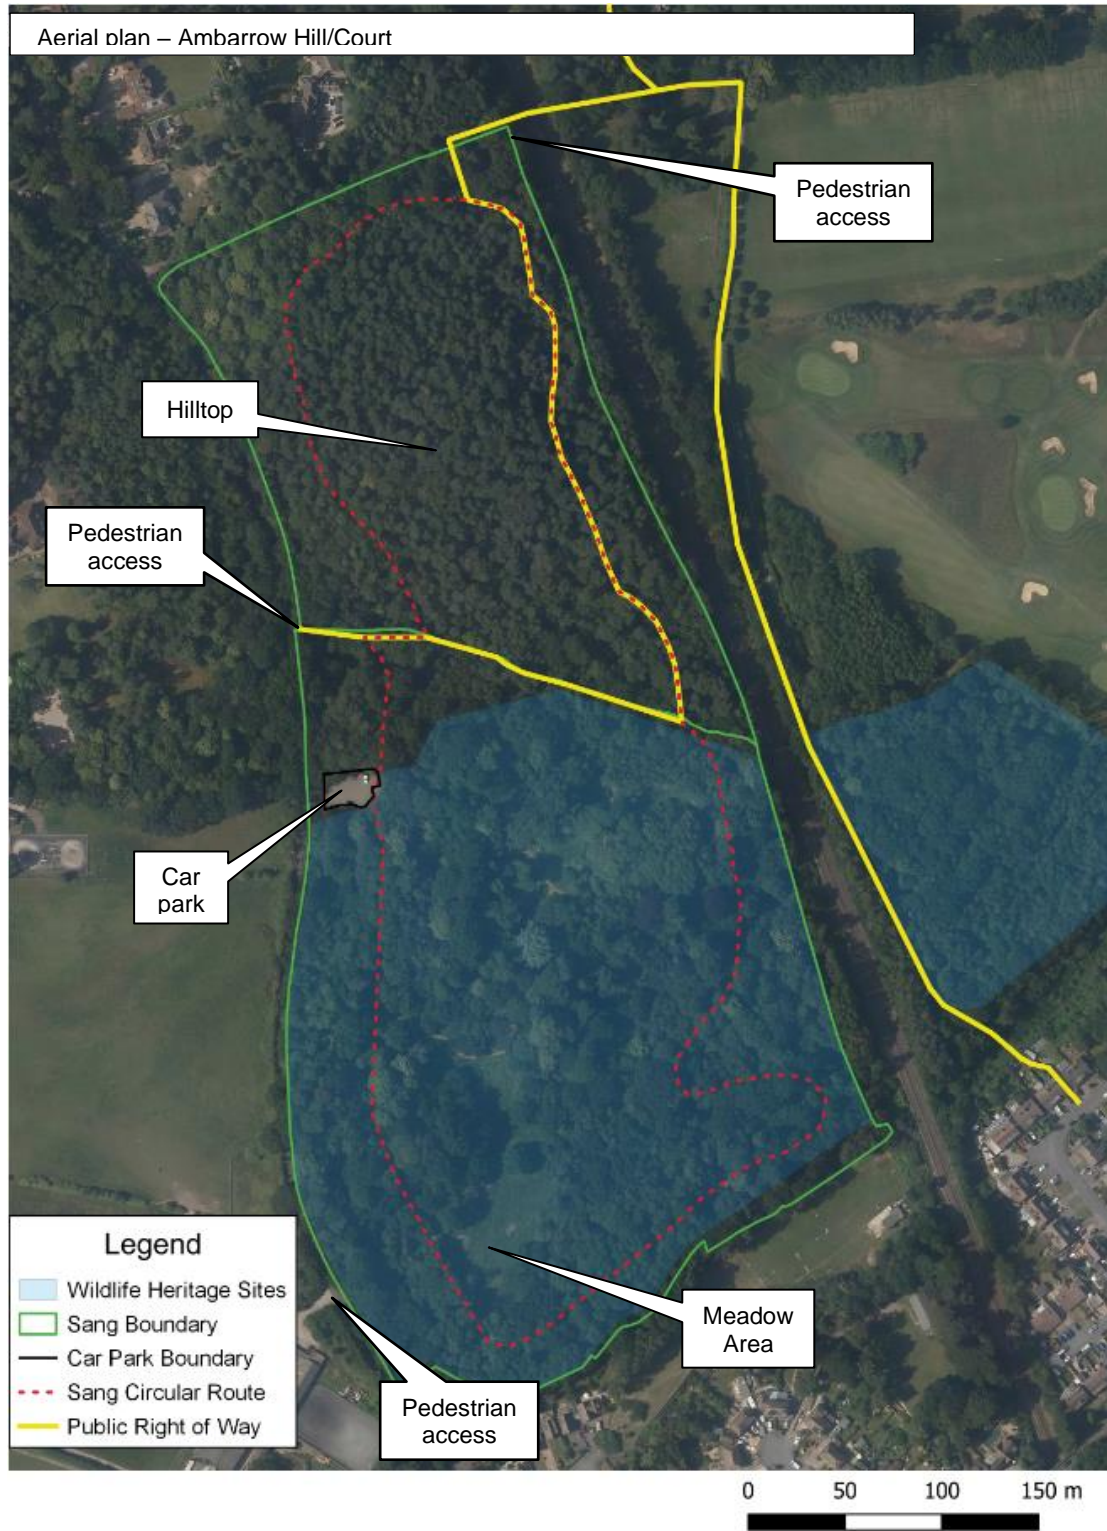 Aerial plan – Ambarrow Hill/Court
Pedestrian
access
Hilltop
Pedestrian
access
Car
park
Legend
Wildlife Heritage Sites
Sang Boundary
Car Park Boundary
Sang Circular Route
Public Right of Way
Meadow
Area
Pedestrian
access
0 50 100 150 m